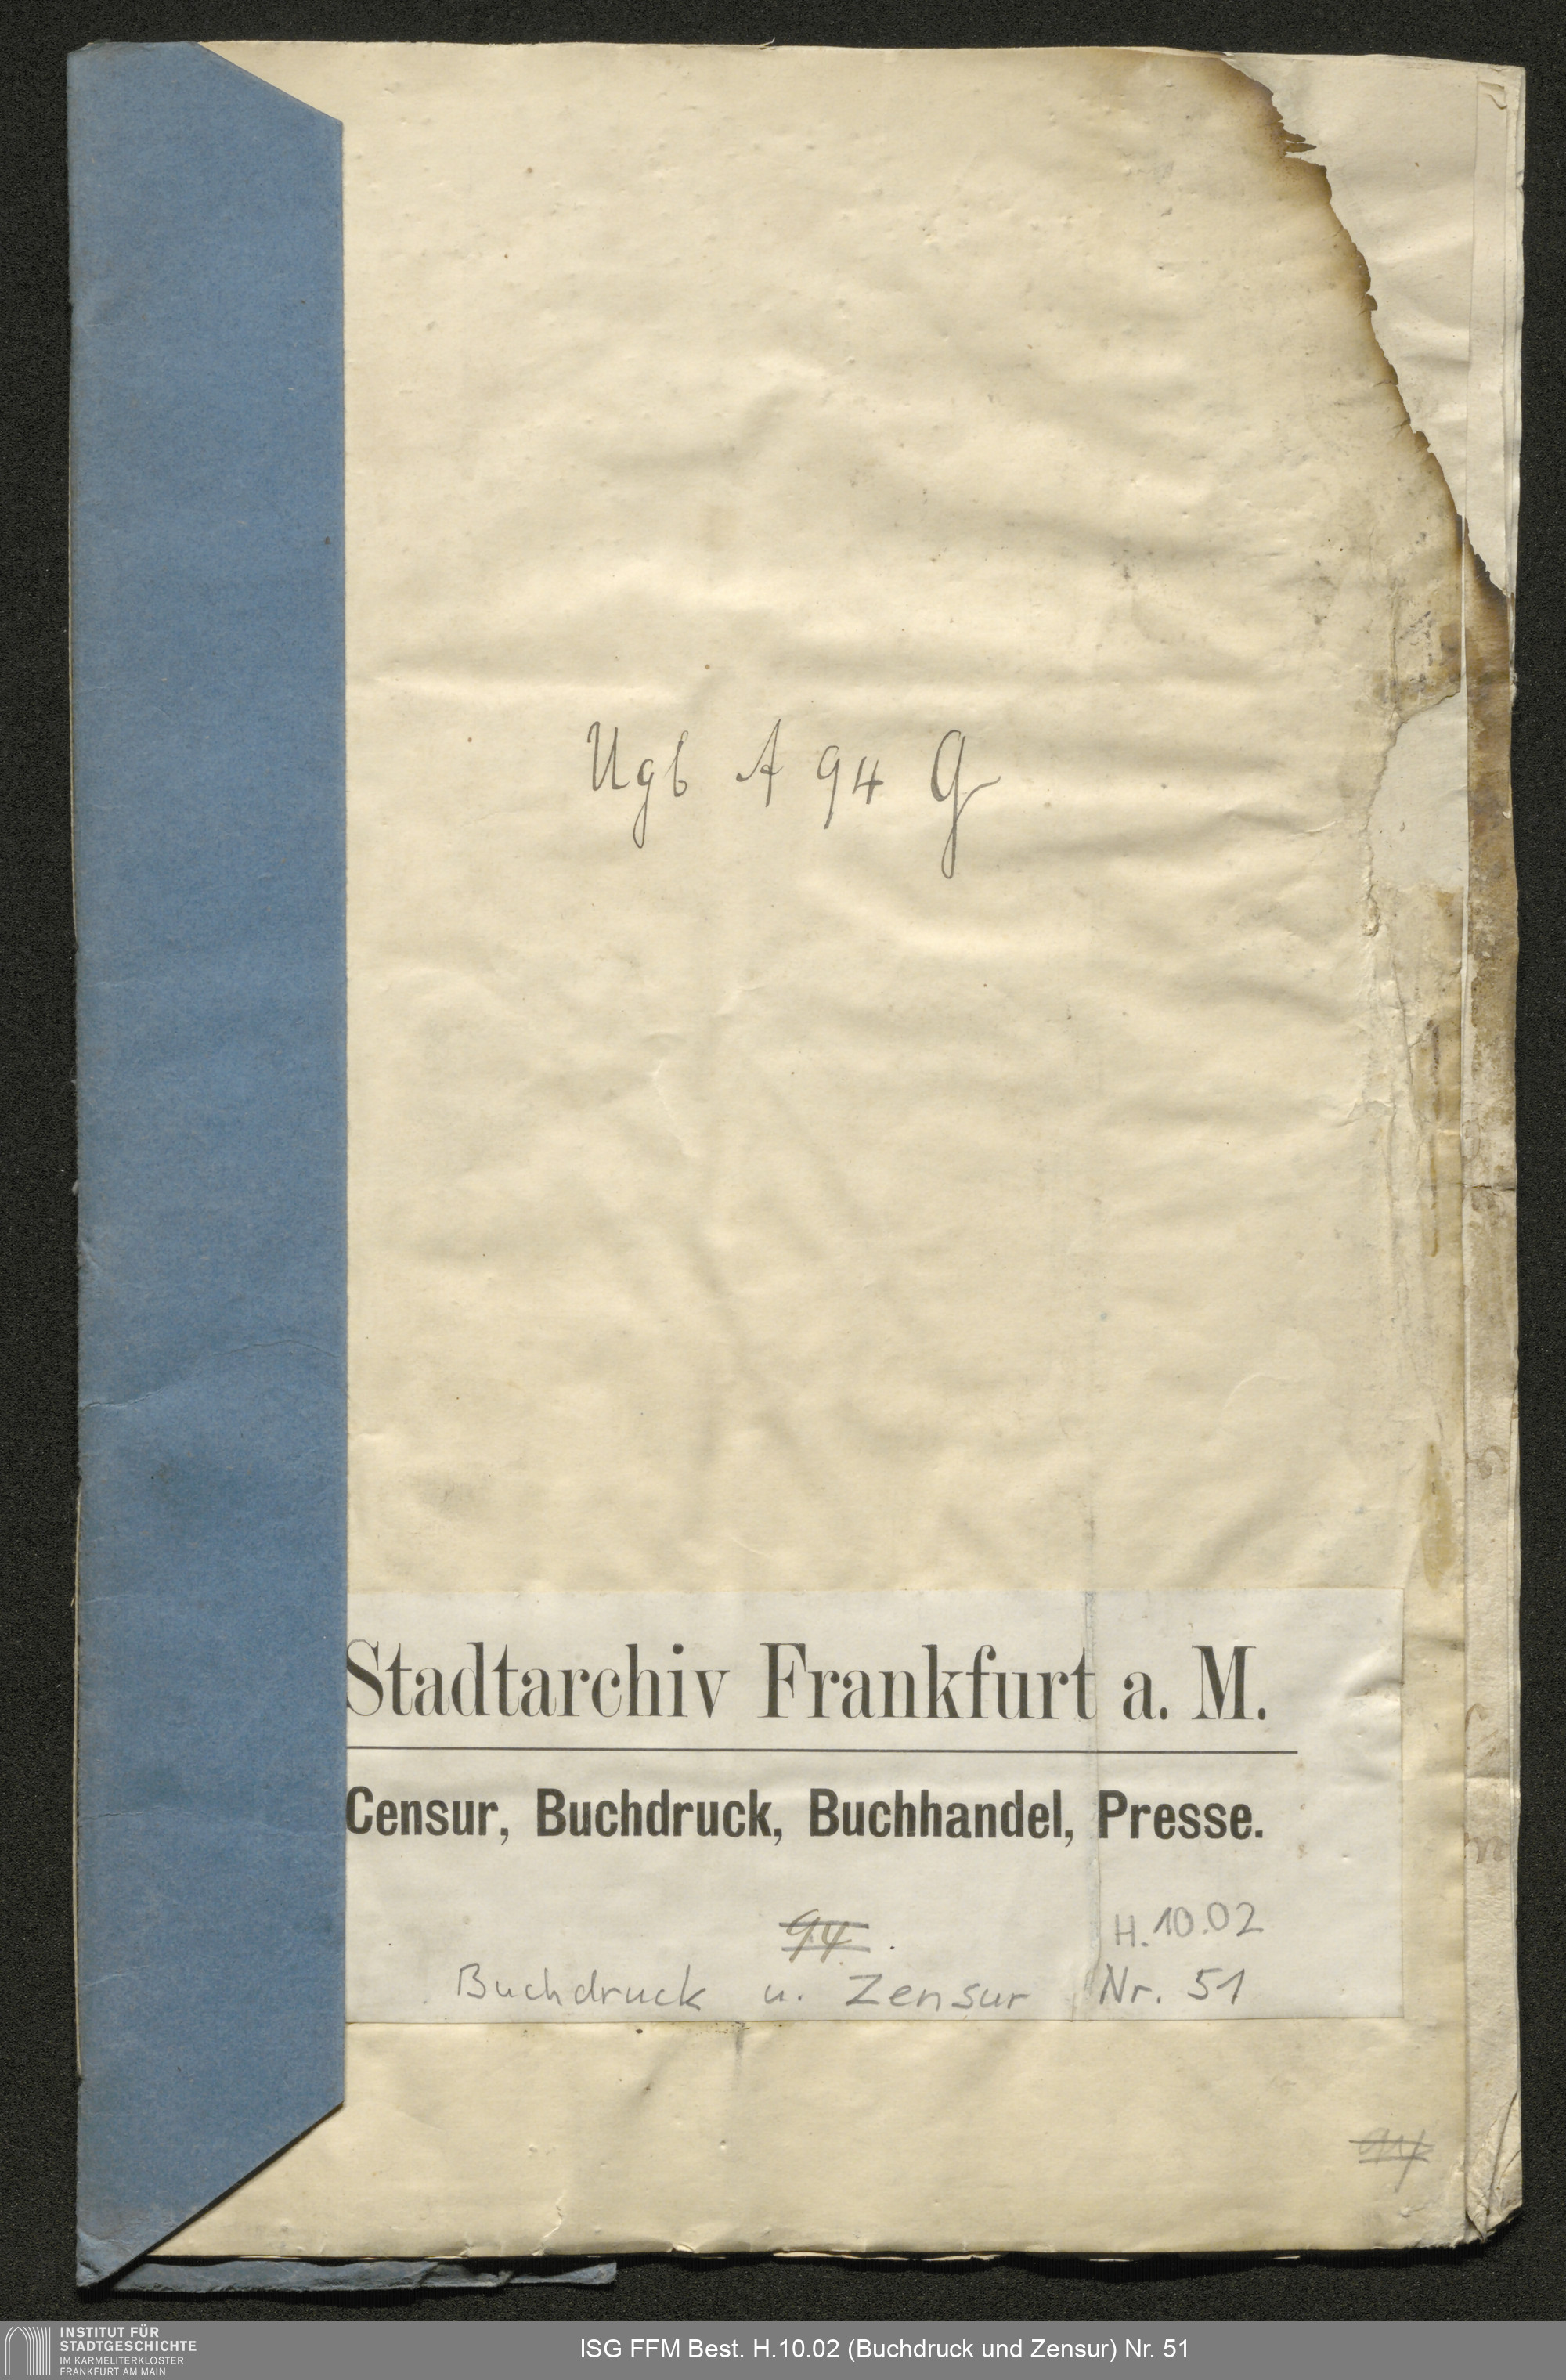 Ugb A 94 G
Stadtarchiv Frankfurt a. M.
Censur, Buchdruck, Buchhandel, Presse.
94.
H.10.02
Buchdruck u. Zensur Nr. 51
94
INSTITUT FÜR
STADTGESCHICHTE
IM KARMELITERKLOSTER
FRANKFURT AM MAIN
ISG FFM Best. H.10.02 (Buchdruck und Zensur) Nr. 51